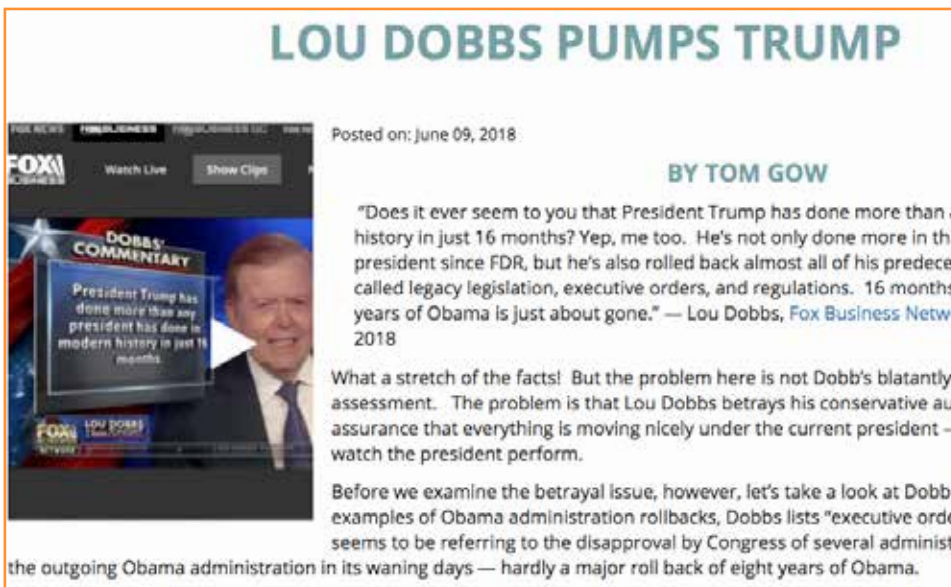 LOU DOBBS PUMPS TRUMP
FOX NEWS FOX BUSINESS
FOX
BUSINESS
Watch Live Show Clips
DOBBS'
COMMENTARY
President Trump has
done more than any
president has done in
modern history in just 16
months
FOX
NETWORK
LOU DOBBS
Posted on: June 09, 2018
BY TOM GOW
“Does it ever seem to you that President Trump has done more than
history in just 16 months? Yep, me too. He’s not only done more in th
president since FDR, but he’s also rolled back almost all of his predece
called legacy legislation, executive orders, and regulations. 16 months
years of Obama is just about gone.” — Lou Dobbs, Fox Business Netw
2018
What a stretch of the facts! But the problem here is not Dobb’s blatantly
assessment. The problem is that Lou Dobbs betrays his conservative au
assurance that everything is moving nicely under the current president –
watch the president perform.
Before we examine the betrayal issue, however, let’s take a look at Dobb
examples of Obama administration rollbacks, Dobbs lists “executive orde
seems to be referring to the disapproval by Congress of several administ
the outgoing Obama administration in its waning days — hardly a major roll back of eight years of Obama.